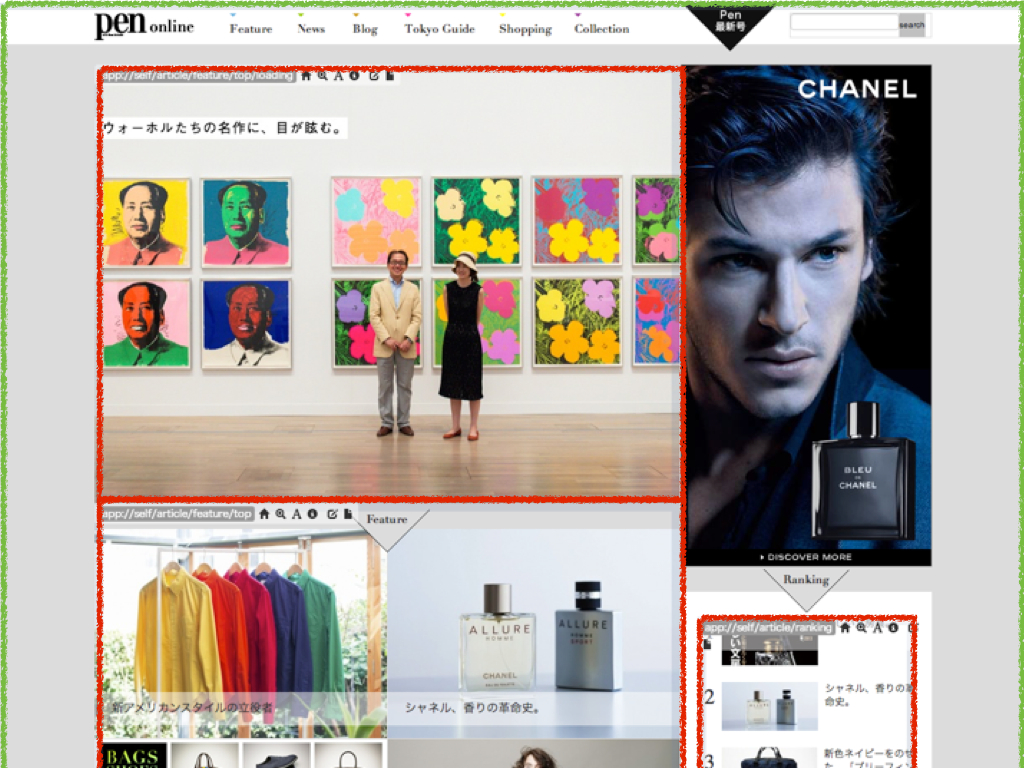 pen online
Feature
News
Blog
Tokyo Guide
Shopping
Collection
Pen
最新号
search
app://self/article/feature/top/loading
ウォーホルたちの名作に、目が眩む。
CHANEL
BLEU
DE
CHANEL
DISCOVER MORE
app://self/article/feature/top
Feature
新アメリカンスタイルの立役者
ALLURE
HOMME
CHANEL
ALLURE
HOMME
SPORT
シャネル、香りの革命史。
BAGS
Ranking
app://self/article/ranking
2
シャネル、香りの革
命史。
3
新色ネイビーをのせ
た、「ブリーフィン